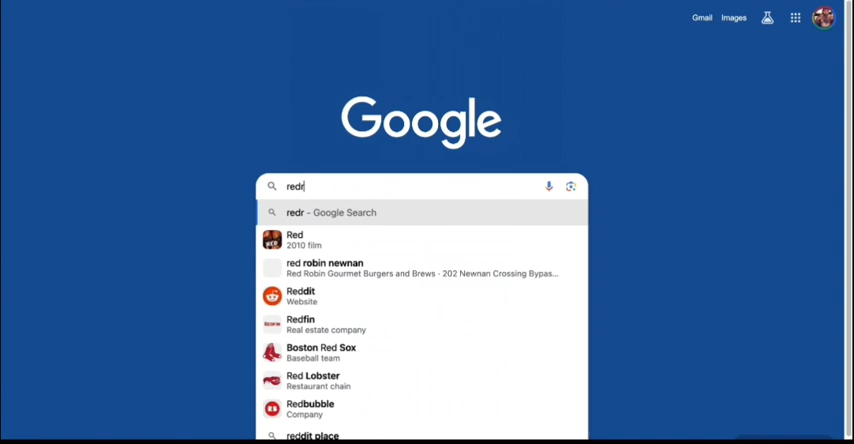 Gmail Images
Google
redr
redr - Google Search
Red
2010 film
red robin newnan
Red Robin Gourmet Burgers and Brews · 202 Newnan Crossing Bypas...
Reddit
Website
Redfin
Real estate company
Boston Red Sox
Baseball team
Red Lobster
Restaurant chain
Redbubble
Company
reddit place